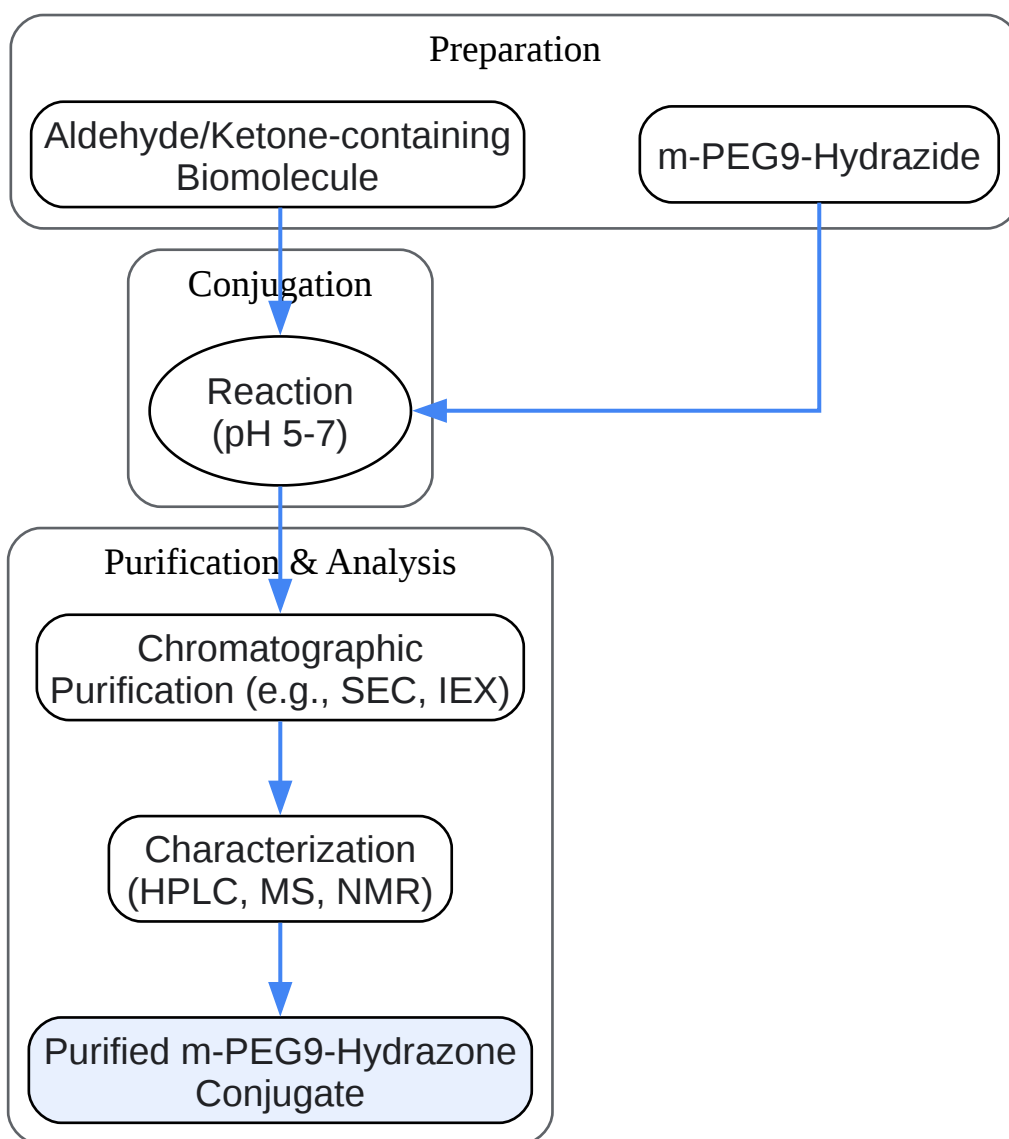 Preparation
Aldehyde/Ketone-containing
Biomolecule
m-PEG9-Hydrazide
Conjugation
Reaction
(pH 5-7)
Purification & Analysis
Chromatographic
Purification (e.g., SEC, IEX)
Characterization
(HPLC, MS, NMR)
Purified m-PEG9-Hydrazone
Conjugate